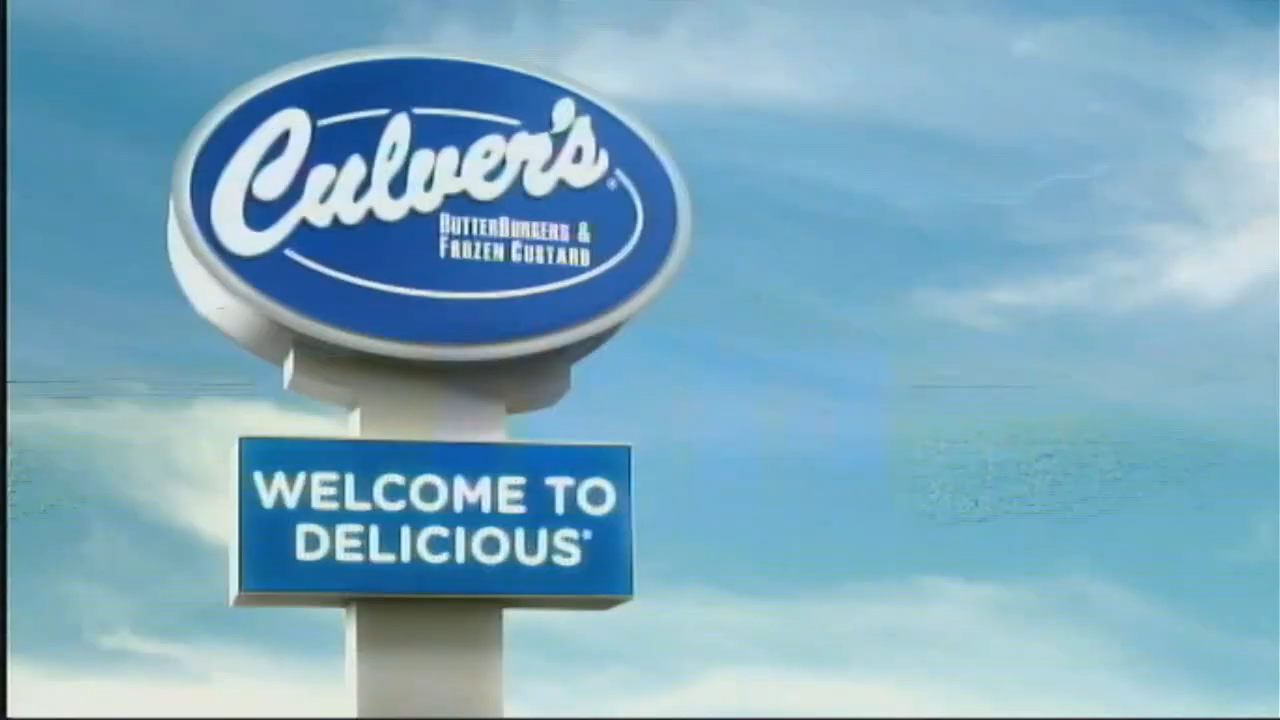 Culver's®
BUTTERBURGERS &
FROZEN CUSTARD
WELCOME TO
DELICIOUS®